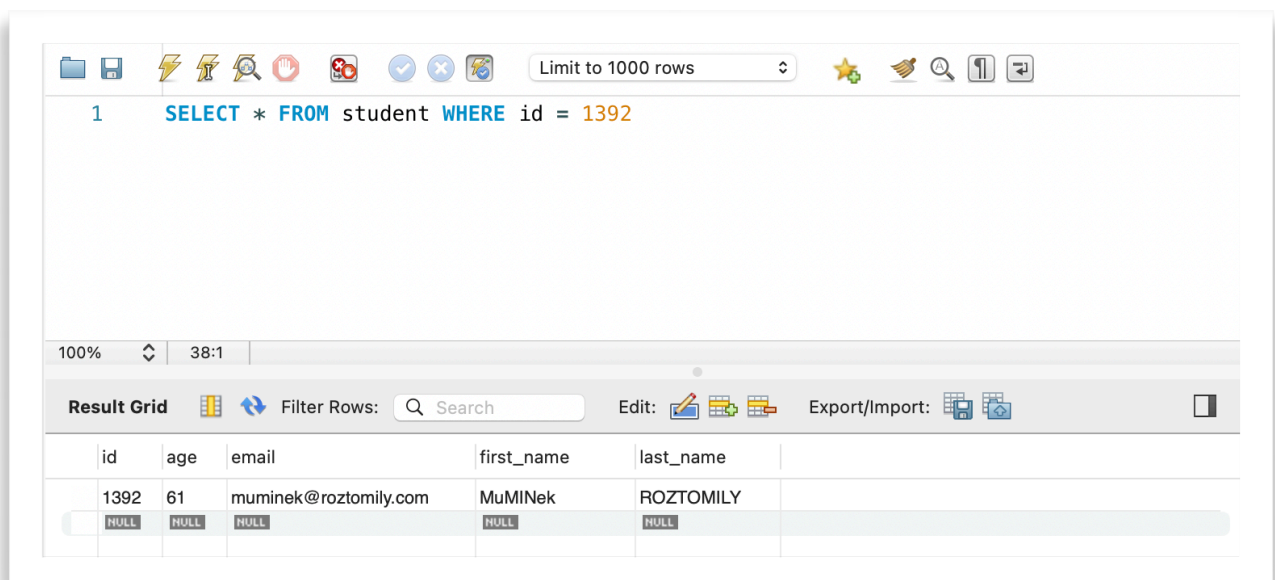 Limit to 1000 rows
1 SELECT * FROM student WHERE id = 1392
100% 38:1
Result Grid Filter Rows: Search Edit: Export/Import:
id age email first_name last_name
1392 61 muminek@roztomily.com MuMINek ROZTOMILY
NULL NULL NULL NULL NULL